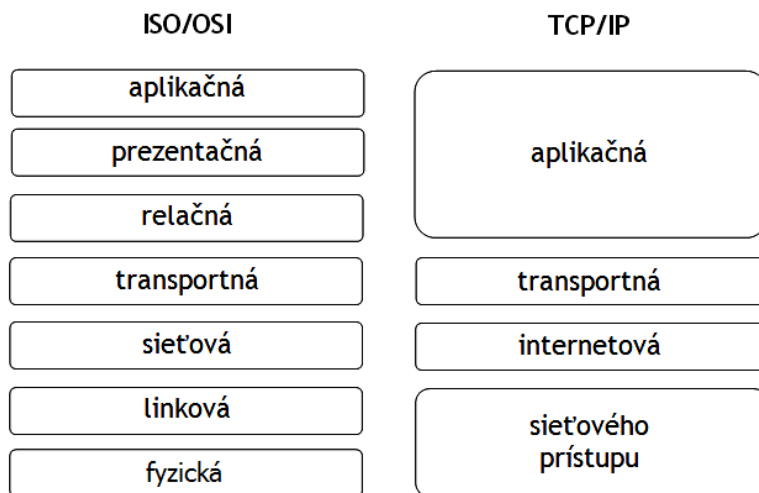 ISO/OSI
aplikačná
prezentačná
relačná
transportná
sieťová
linková
fyzická
TCP/IP
aplikačná
transportná
internetová
sieťového
prístupu